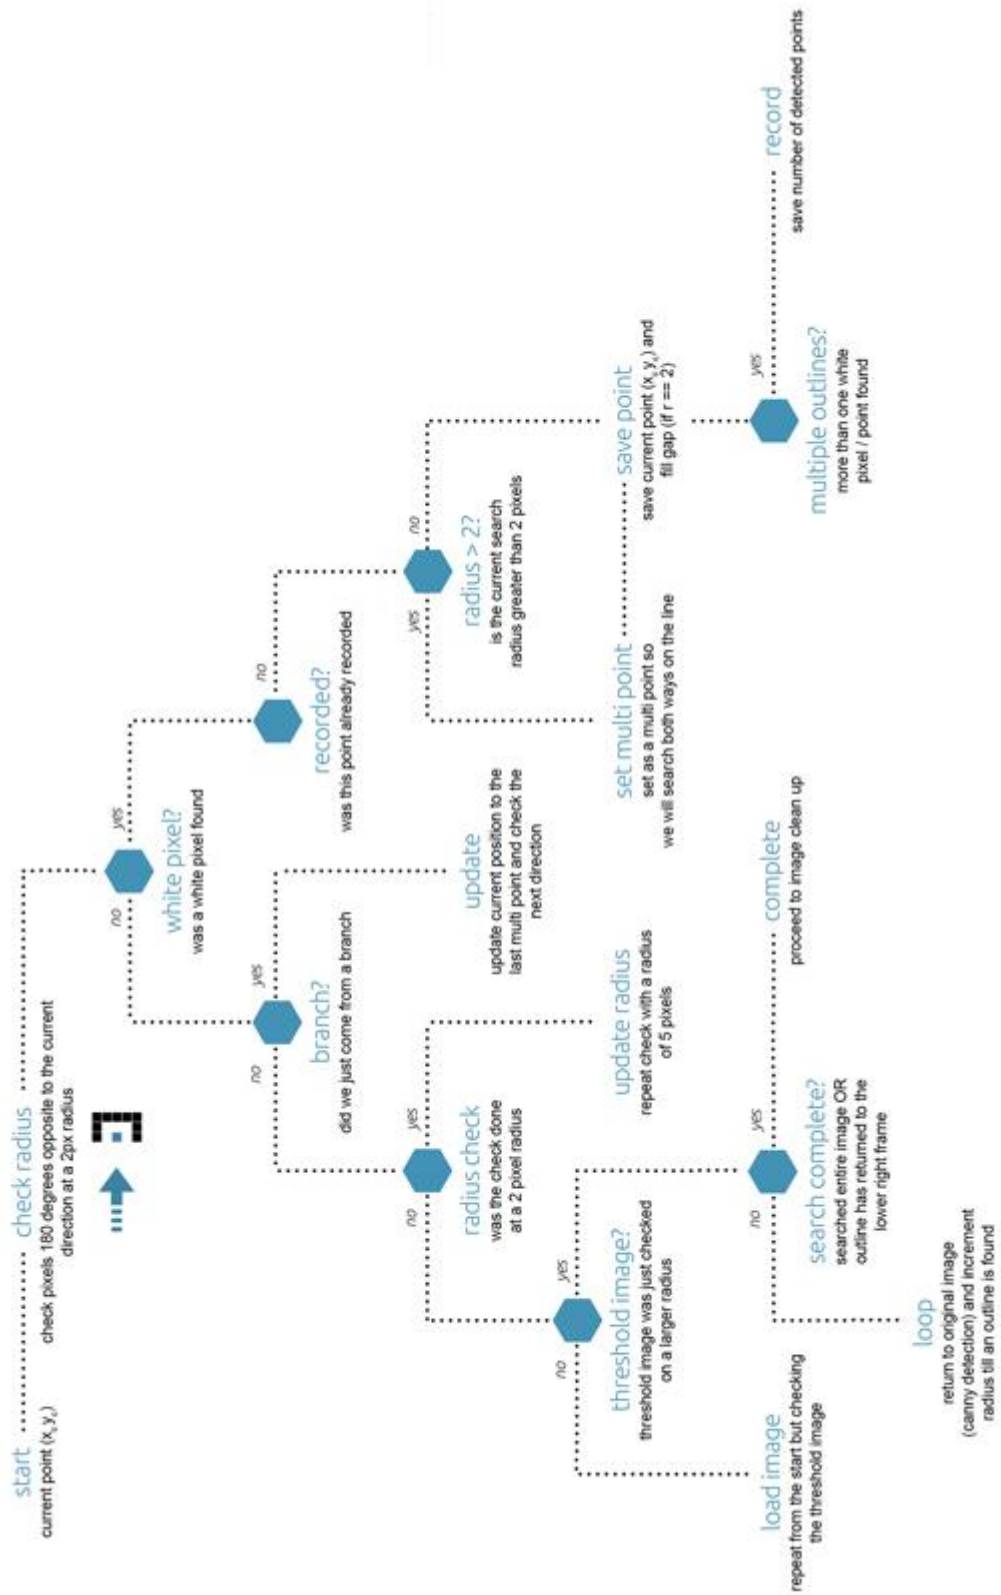 start
current point (x, y,)
check radius
check pixels 180 degrees opposite to the current
direction at a 2px radius
no
yes
white pixel?
was a white pixel found
no
yes
branch?
did we just come from a branch
no
recorded?
was this point already recorded
no
yes
radius check
was the check done
at a 2 pixel radius
update
update current position to the
last multi point and check the
next direction
yes
no
radius > 2?
is the current search
radius greater than 2 pixels
no
yes
threshold image?
threshold image was just checked
on a larger radius
update radius
repeat check with a radius
of 5 pixels
set multi point
set as a multi point so
we will search both ways on the line
save point
save current point (x, y,) and
fill gap (if r == 2)
load image
repeat from the start but checking
the threshold image
no
yes
search complete?
searched entire image OR
outline has returned to the
lower right frame
complete
proceed to image clean up
yes
multiple outlines?
more than one white
pixel / point found
record
save number of detected points
loop
return to original image
(canny detection) and increment
radius till an outline is found